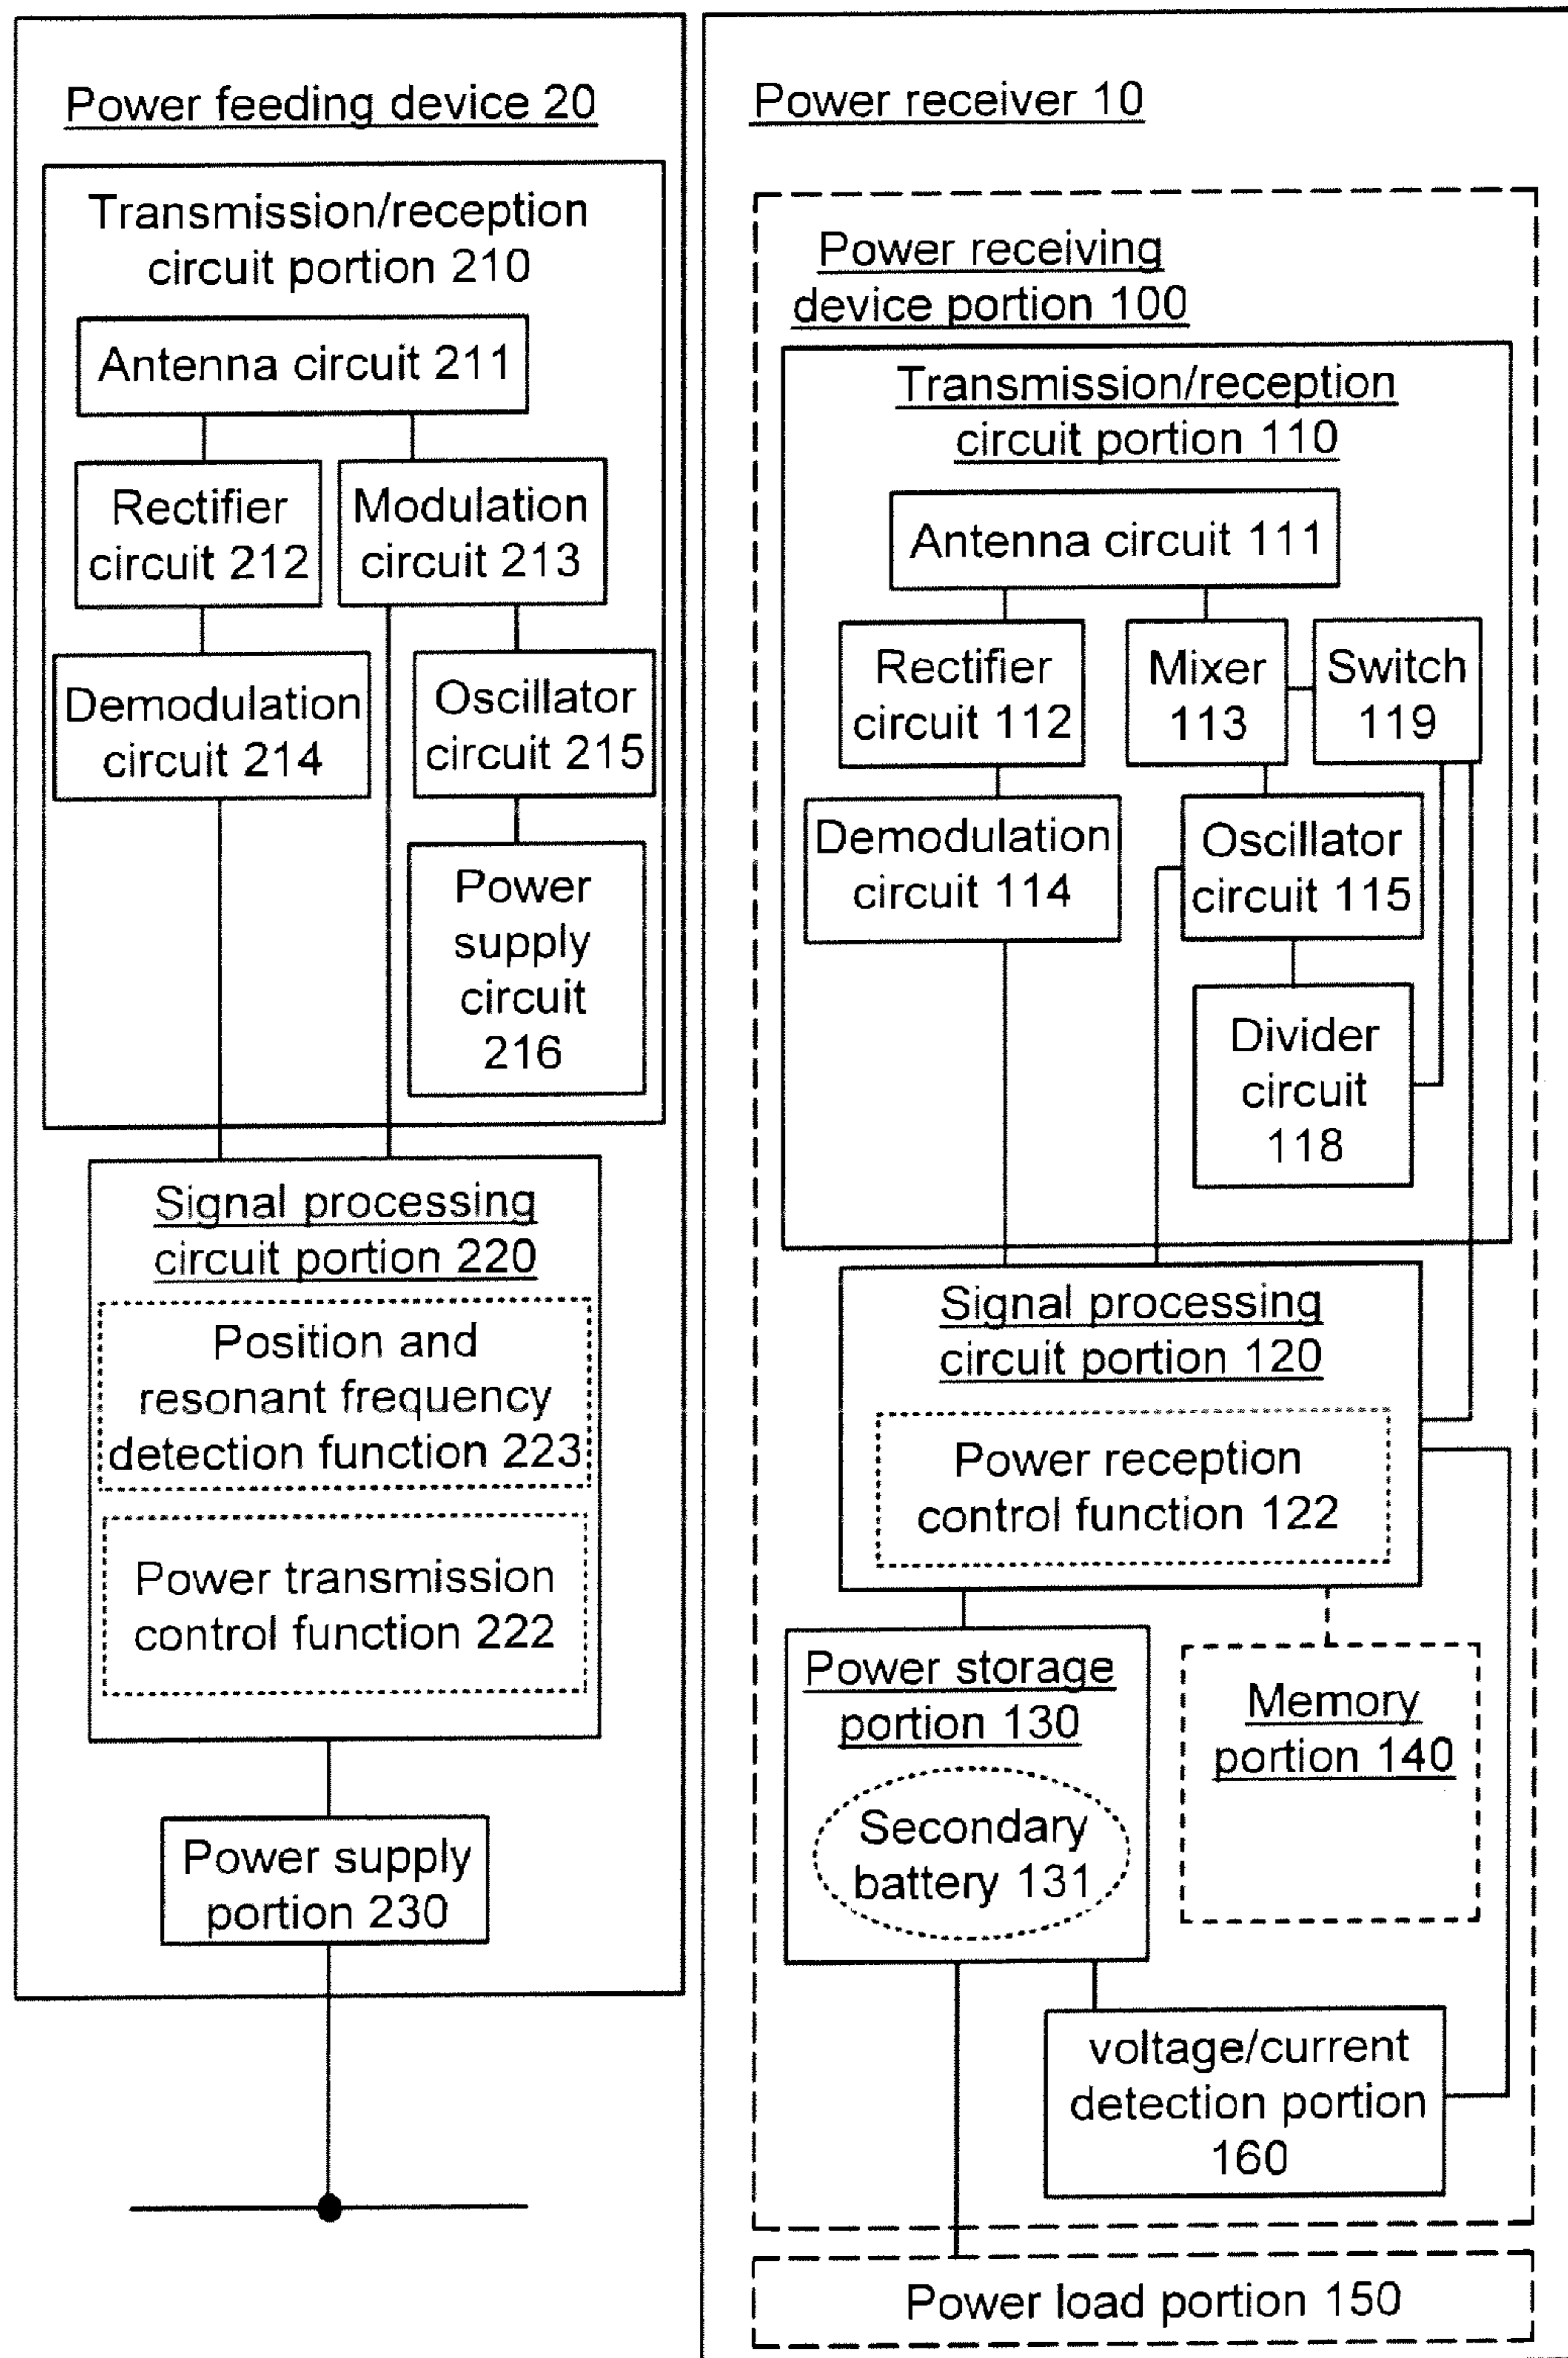 Power feeding device 20
Transmission/reception
circuit portion 210
Antenna circuit 211
Rectifier
circuit 212
Modulation
circuit 213
Demodulation
circuit 214
Oscillator
circuit 215
Power
supply
circuit
216
Signal processing
circuit portion 220
Position and
resonant frequency
detection function 223
Power transmission
control function 222
Power supply
portion 230
Power receiver 10
Power receiving
device portion 100
Transmission/reception
circuit portion 110
Antenna circuit 111
Rectifier
circuit 112
Mixer
113
Switch
119
Demodulation
circuit 114
Oscillator
circuit 115
Divider
circuit
118
Signal processing
circuit portion 120
Power reception
control function 122
Power storage
portion 130
Secondary
battery 131
Memory
portion 140
voltage/current
detection portion
160
Power load portion 150